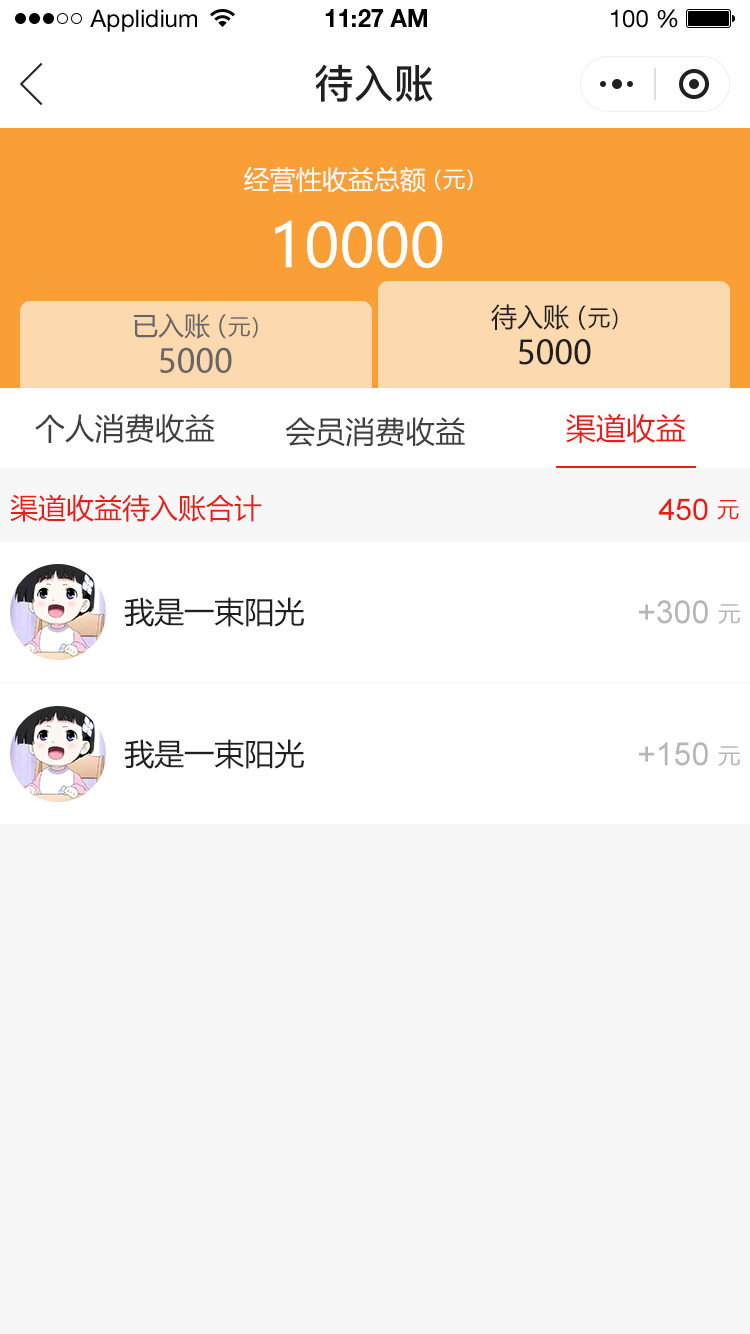 Applidium 11:27 AM 100 %
待入账
经营性收益总额 (元)
10000
已入账 (元)
5000
待入账 (元)
5000
个人消费收益 会员消费收益 渠道收益
渠道收益待入账合计 450 元
我是一束阳光 +300 元
我是一束阳光 +150 元